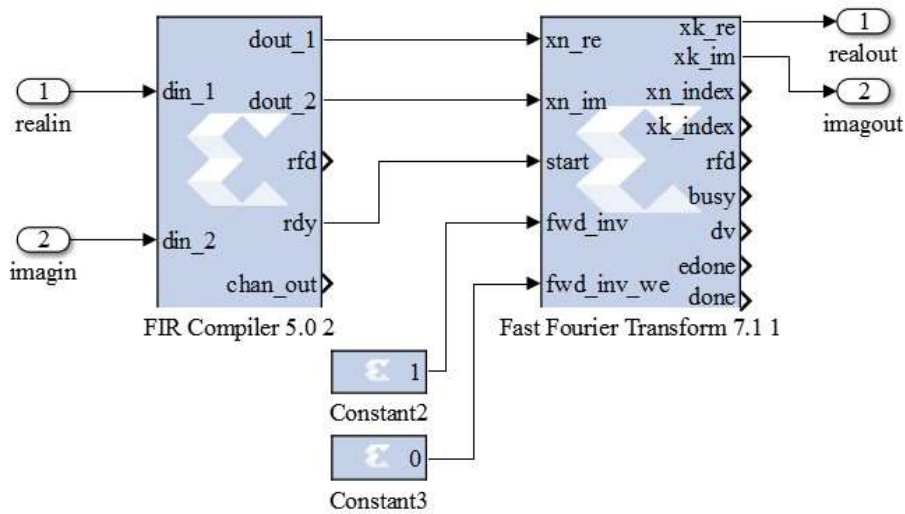 1
realin
2
imagin
din_1
din_2
dout_1
dout_2
rfd
rdy
chan_out
FIR Compiler 5.0 2
xn_re
xn_im
start
fwd_inv
fwd_inv_we
xk_re
xk_im
xn_index
xk_index
rfd
busy
dv
edone
done
Fast Fourier Transform 7.1 1
1
realout
2
imagout
1
Constant2
0
Constant3